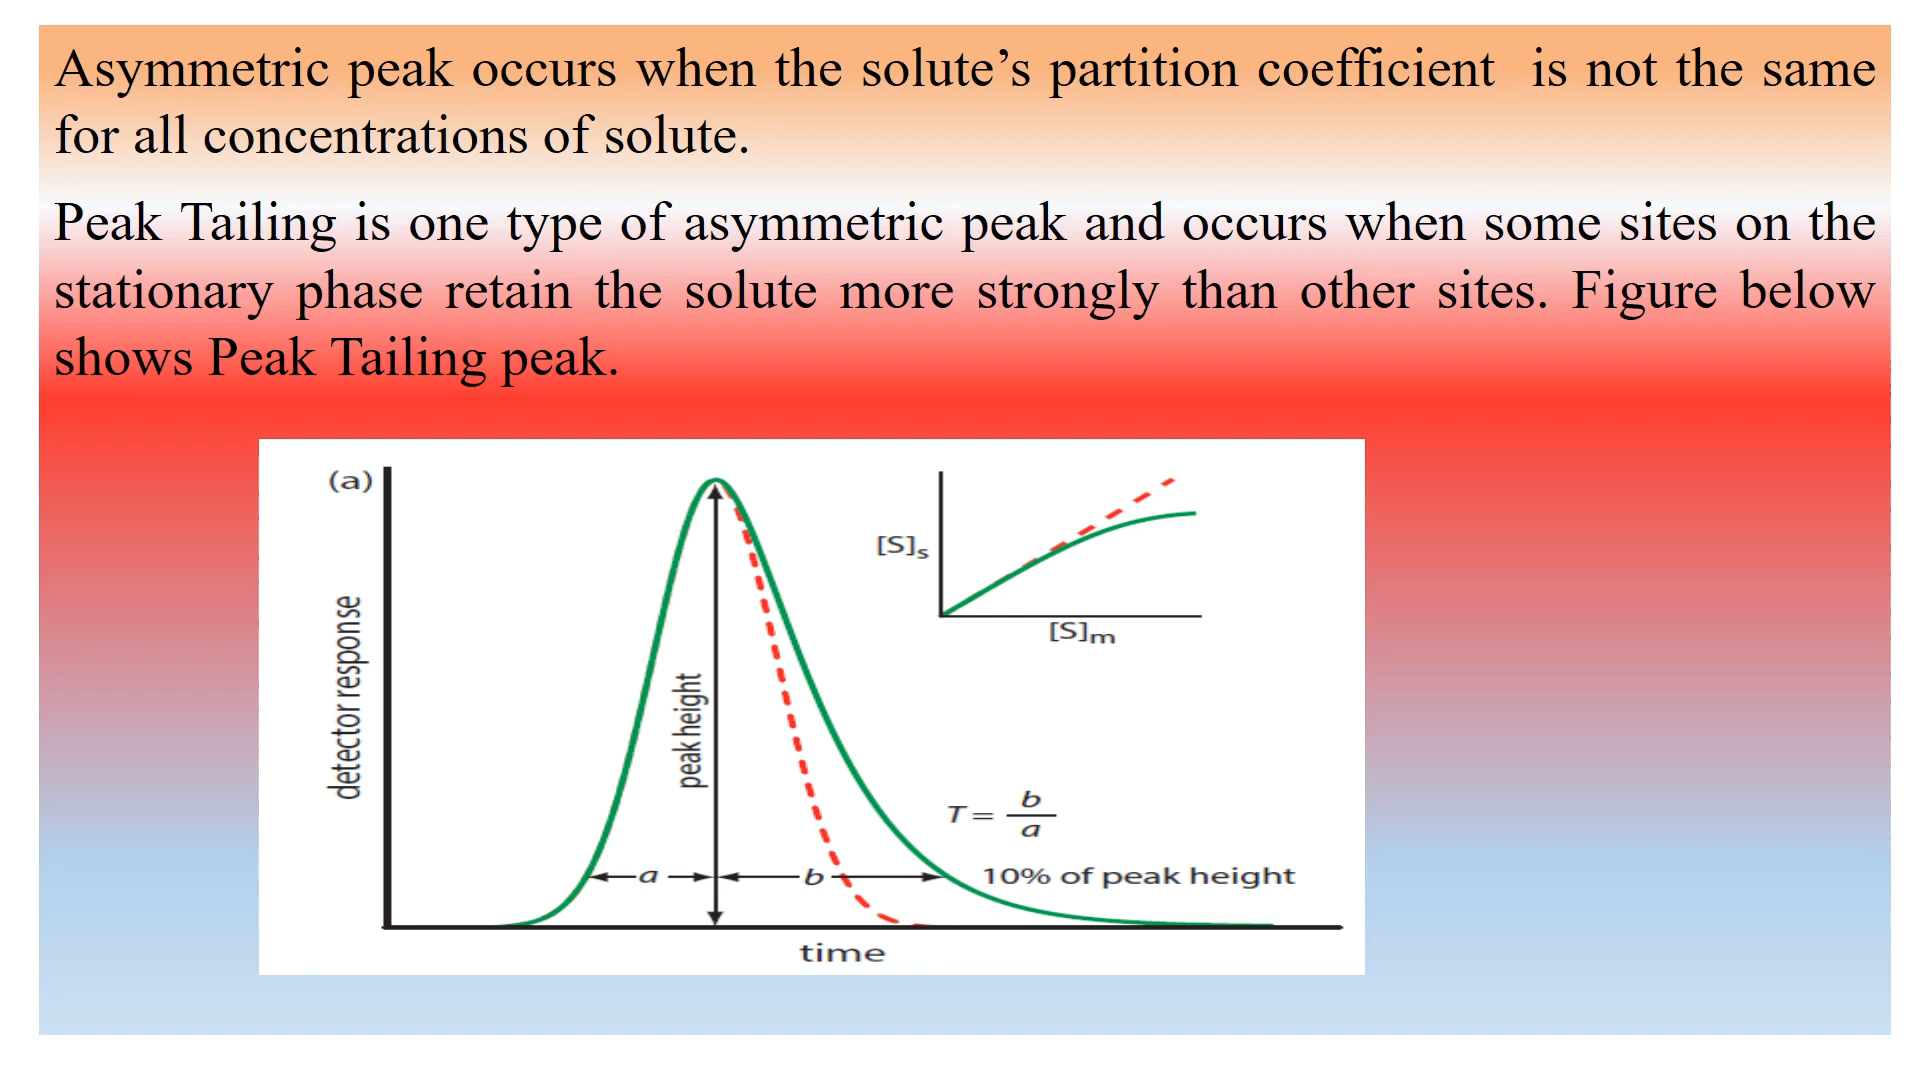 Asymmetric peak occurs when the solute’s partition coefficient is not the same
for all concentrations of solute.
Peak Tailing is one type of asymmetric peak and occurs when some sites on the
stationary phase retain the solute more strongly than other sites. Figure below
shows Peak Tailing peak.
(a)
detector response
peak height
[S]s
[S]m
T = b/a
a
b
10% of peak height
time